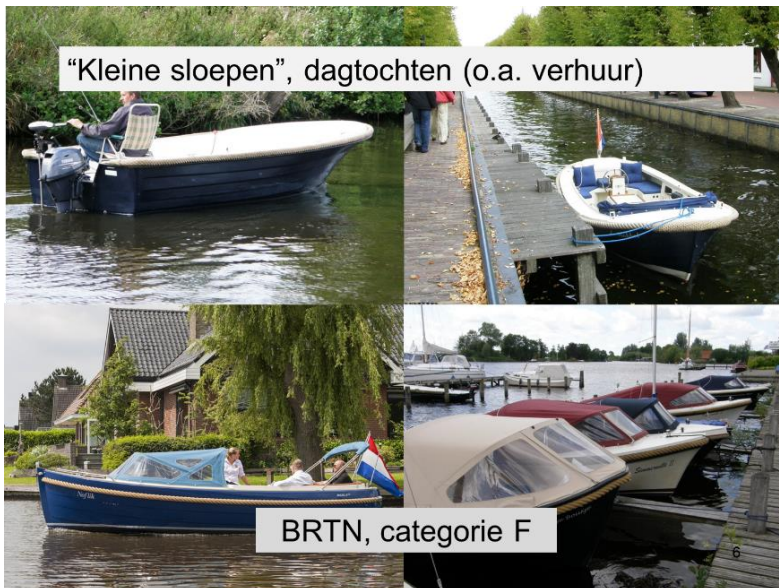 “Kleine sloepen”, dagtochten (o.a. verhuur)
BRTN, categorie F
6